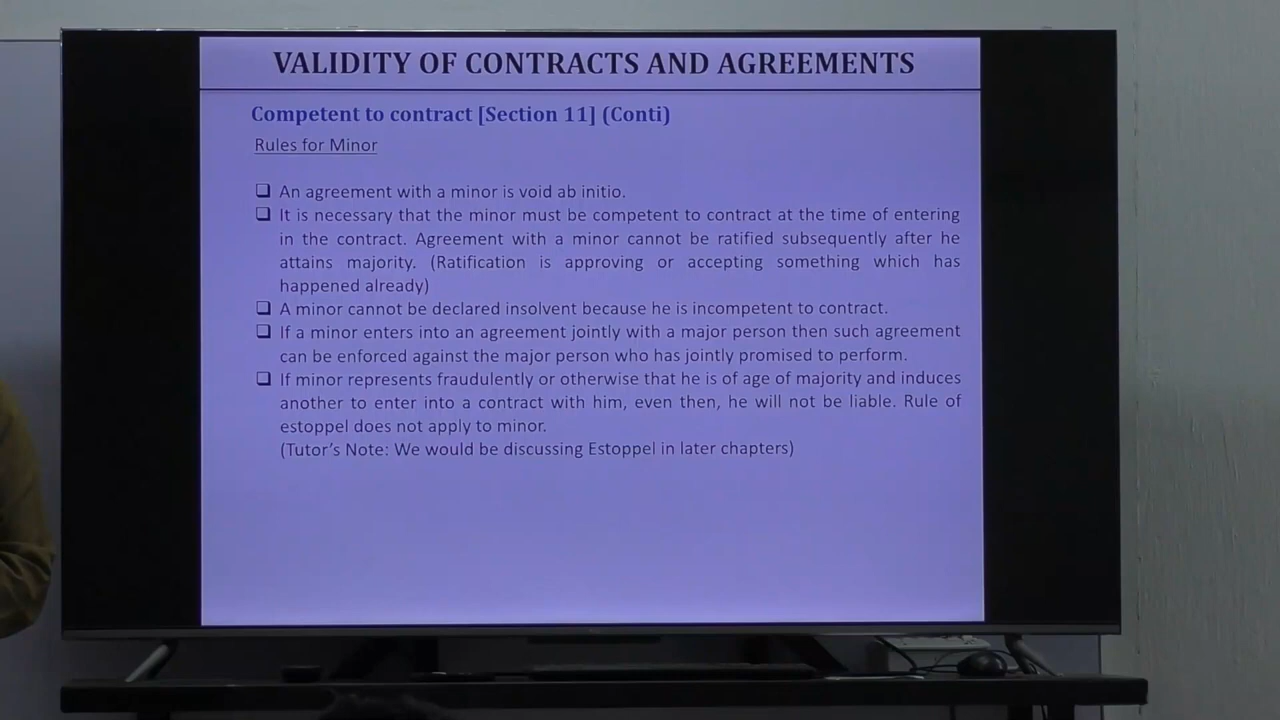 VALIDITY OF CONTRACTS AND AGREEMENTS
Competent to contract [Section 11] (Conti)
Rules for Minor
❑ An agreement with a minor is void ab initio.
❑ It is necessary that the minor must be competent to contract at the time of entering
in the contract. Agreement with a minor cannot be ratified subsequently after he
attains majority. (Ratification is approving or accepting something which has
happened already)
❑ A minor cannot be declared insolvent because he is incompetent to contract.
❑ If a minor enters into an agreement jointly with a major person then such agreement
can be enforced against the major person who has jointly promised to perform.
❑ If minor represents fraudulently or otherwise that he is of age of majority and induces
another to enter into a contract with him, even then, he will not be liable. Rule of
estoppel does not apply to minor.
(Tutor’s Note: We would be discussing Estoppel in later chapters)